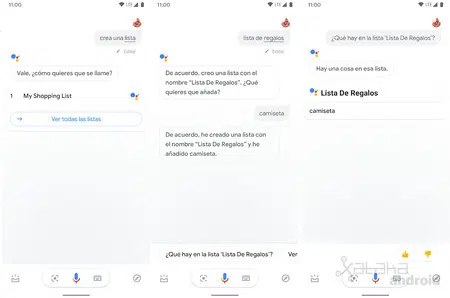 11:00
crea una lista
Editar
Vale, ¿cómo quieres que se llame?
1 My Shopping List
Ver todas las listas
11:00
lista de regalos
Editar
De acuerdo, creo una lista con el
nombre "Lista De Regalos". ¿Qué
quieres que añada?
camiseta
De acuerdo, he creado una lista con
el nombre "Lista De Regalos" y he
añadido camiseta.
¿Qué hay en la lista 'Lista De Regalos'?
Ver
11:00
¿Qué hay en la lista 'Lista De Regalos'?
Hay una cosa en esa lista.
Lista De Regalos
camiseta
xataka
android